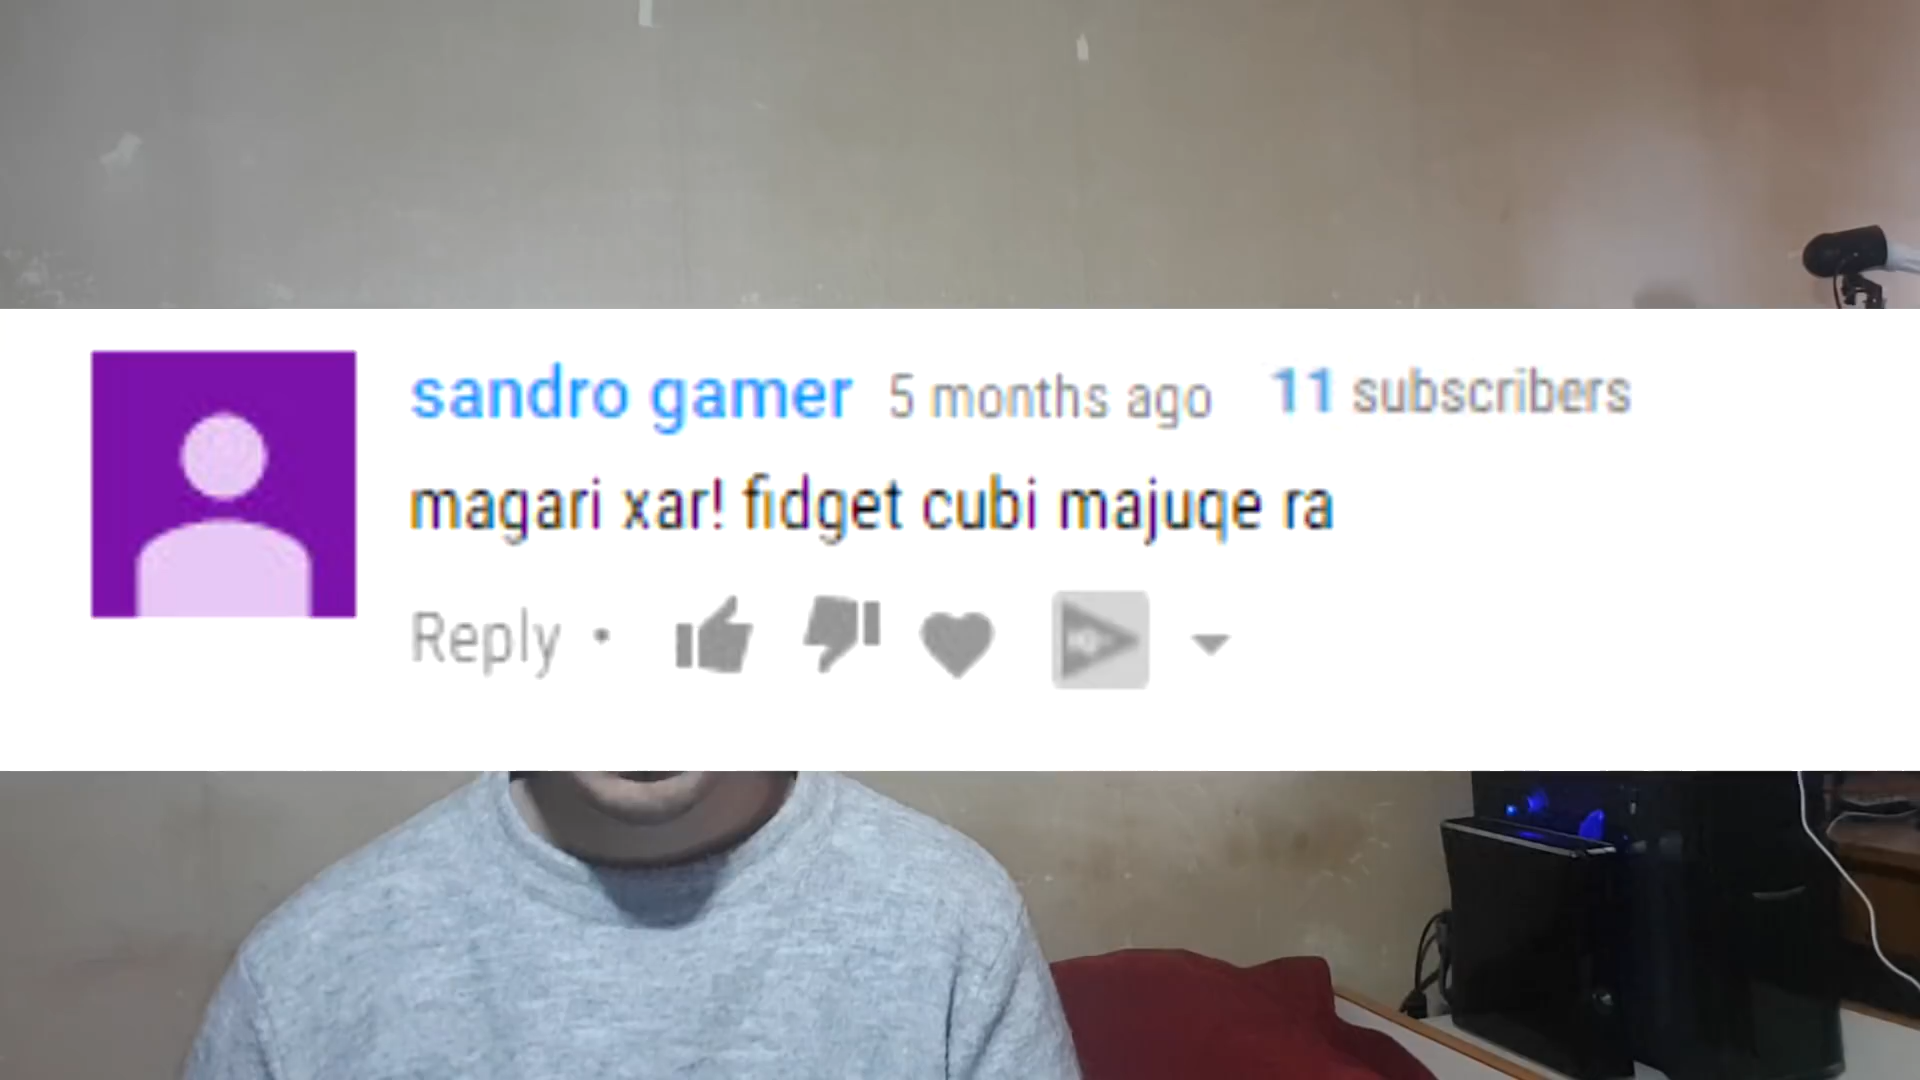 sandro gamer 5 months ago 11 subscribers
magari xar! fidget cubi majuqe ra
Reply •